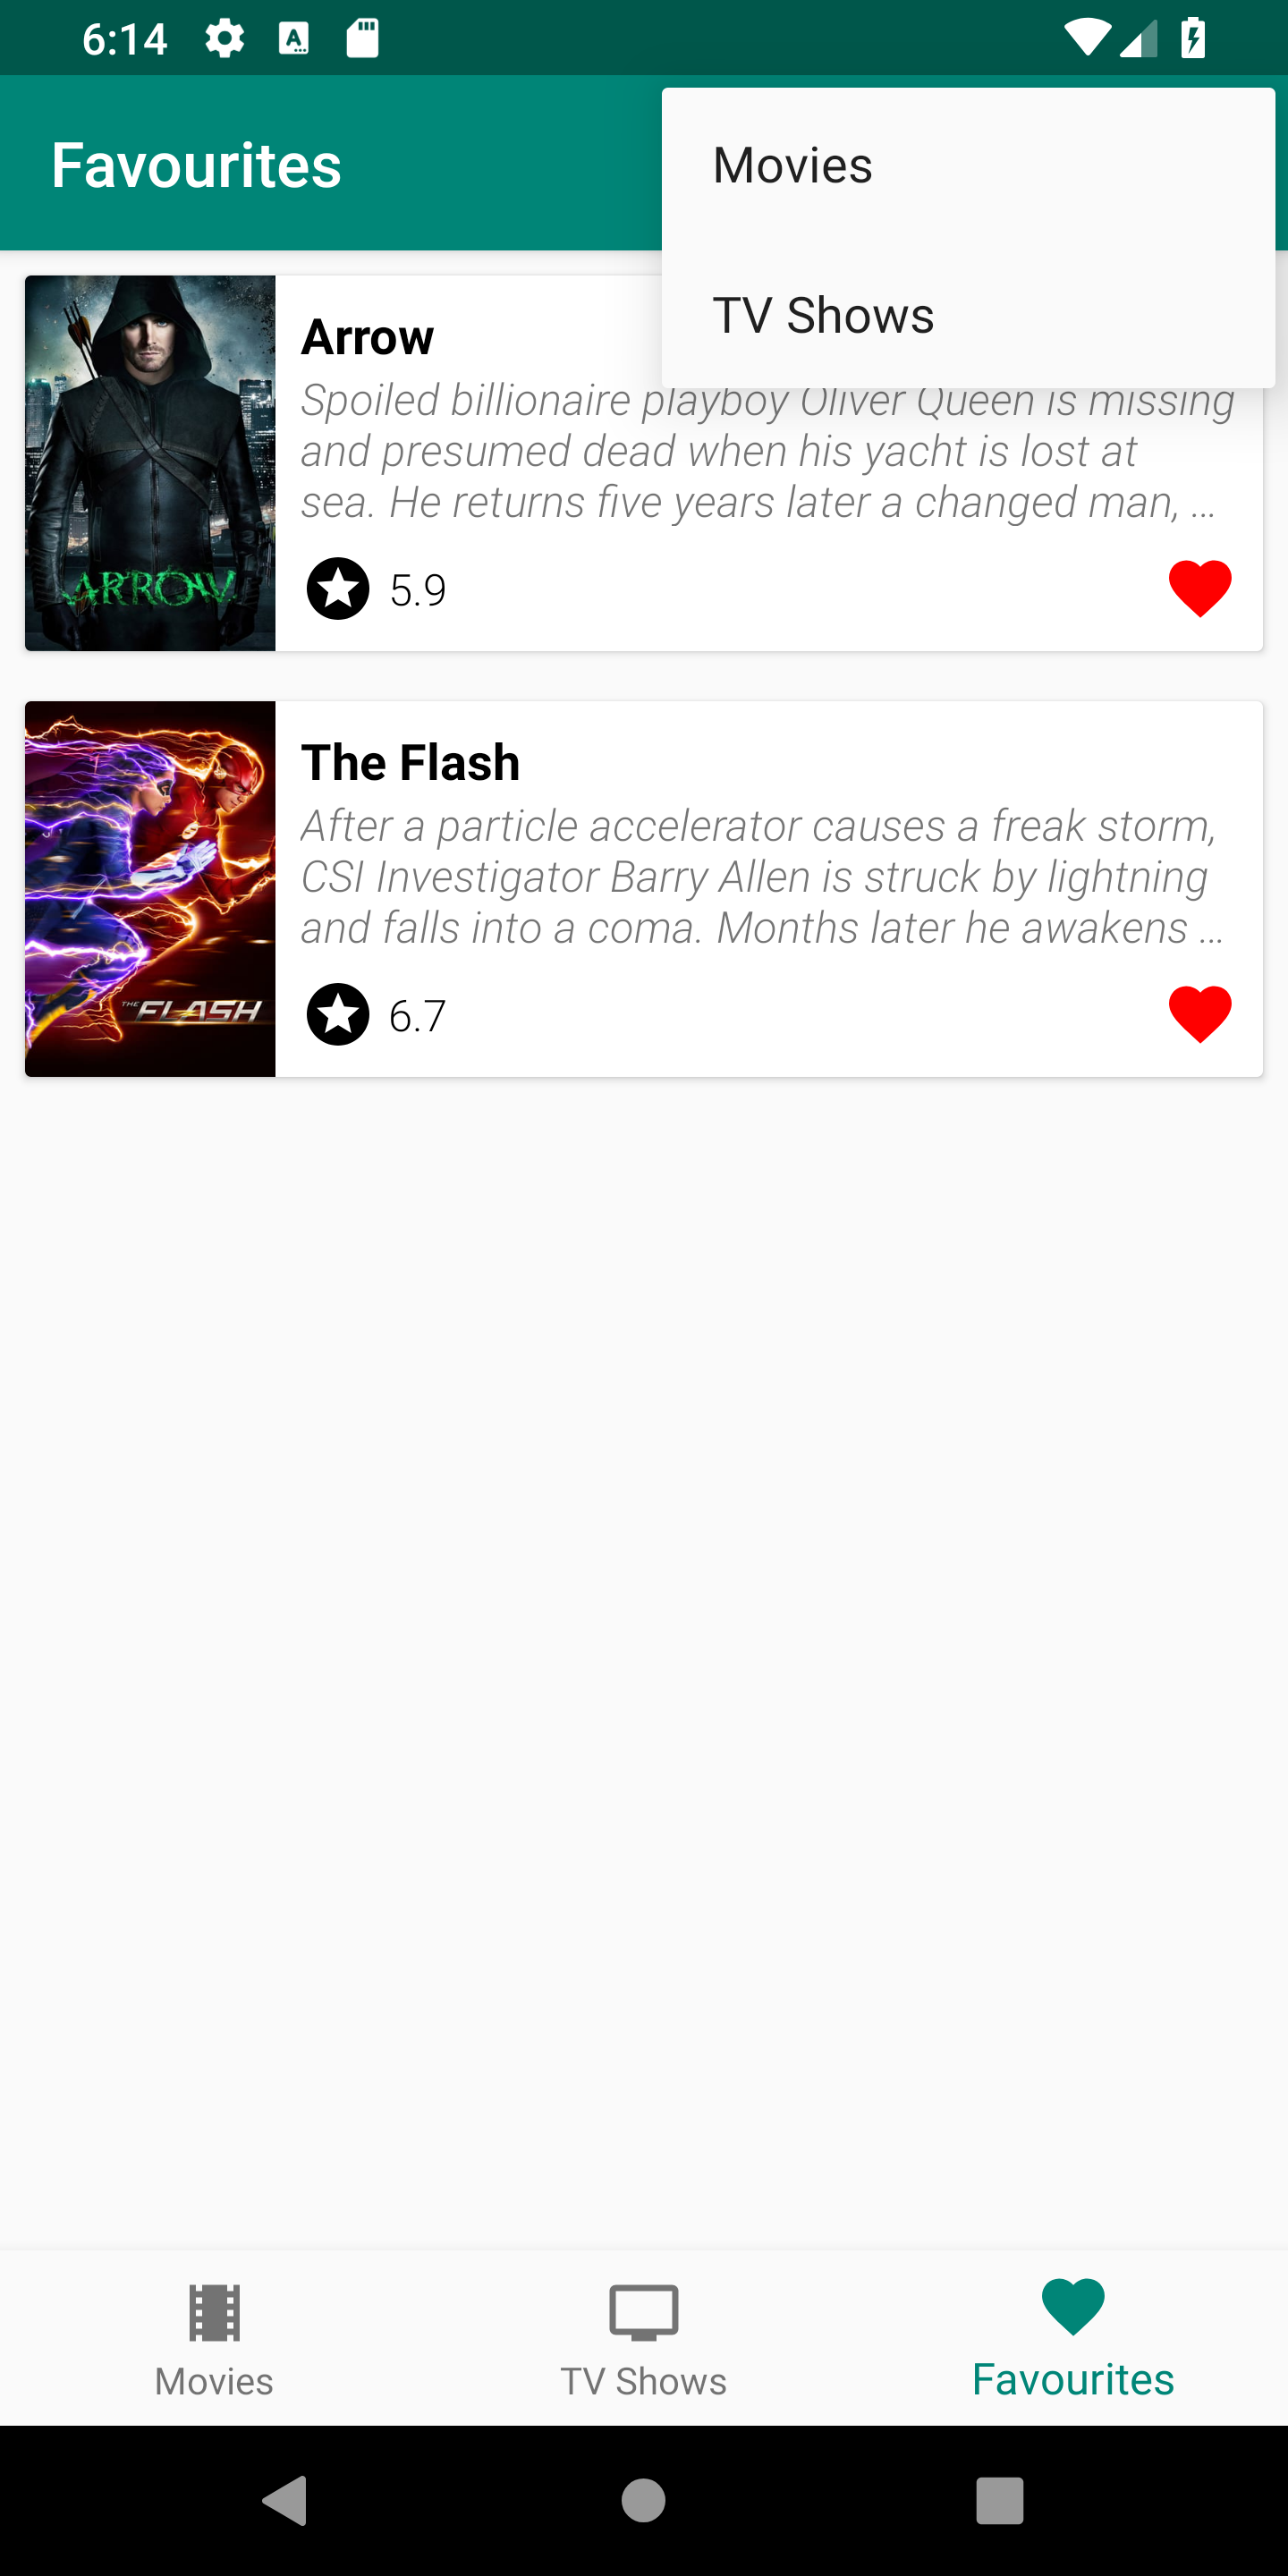 6:14
Favourites
Movies
TV Shows
Arrow
Spoiled billionaire playboy Oliver Queen is missing
and presumed dead when his yacht is lost at
sea. He returns five years later a changed man, …
ARROW
5.9
The Flash
After a particle accelerator causes a freak storm,
CSI Investigator Barry Allen is struck by lightning
and falls into a coma. Months later he awakens …
THE FLASH
6.7
Movies
TV Shows
Favourites